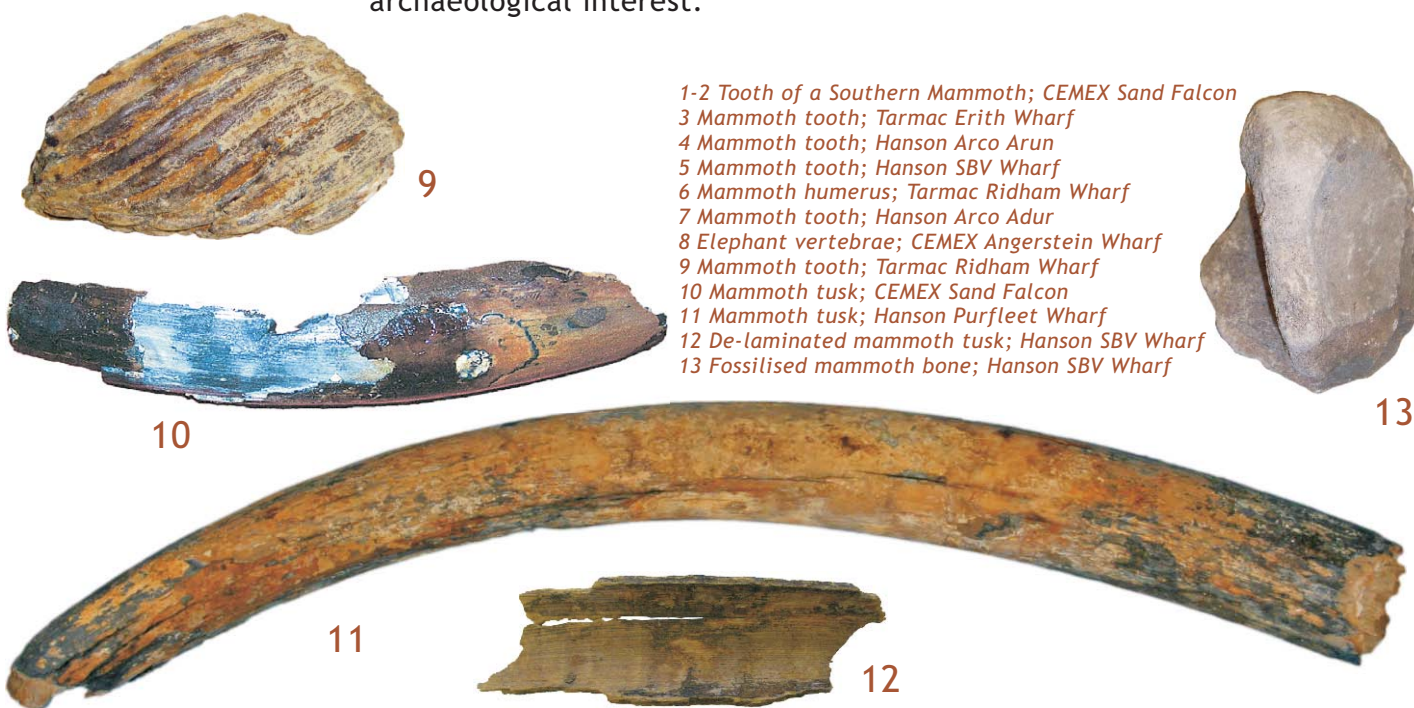 archaeological interest.
1-2 Tooth of a Southern Mammoth; CEMEX Sand Falcon
3 Mammoth tooth; Tarmac Erith Wharf
4 Mammoth tooth; Hanson Arco Arun
5 Mammoth tooth; Hanson SBV Wharf
6 Mammoth humerus; Tarmac Ridham Wharf
7 Mammoth tooth; Hanson Arco Adur
8 Elephant vertebrae; CEMEX Angerstein Wharf
9 Mammoth tooth; Tarmac Ridham Wharf
10 Mammoth tusk; CEMEX Sand Falcon
11 Mammoth tusk; Hanson Purfleet Wharf
12 De-laminated mammoth tusk; Hanson SBV Wharf
13 Fossilised mammoth bone; Hanson SBV Wharf
9
10
13
11
12